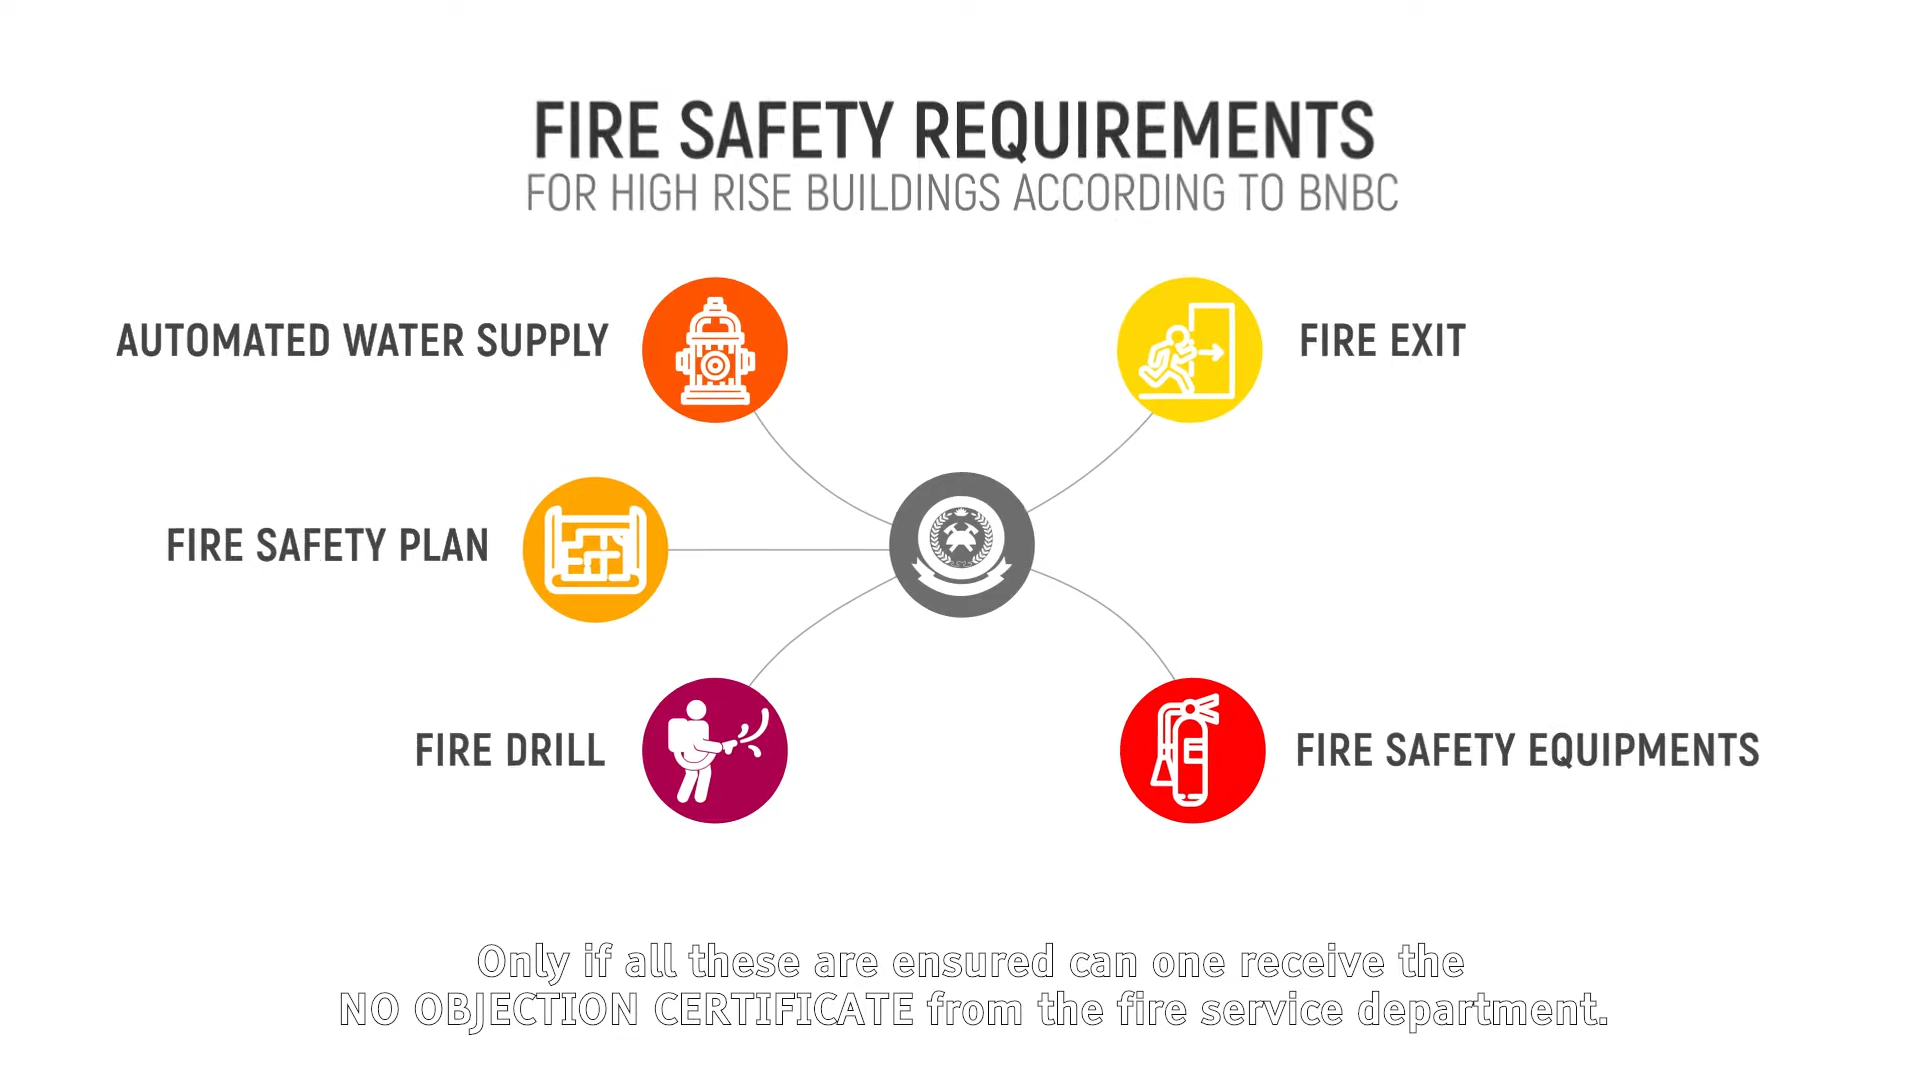 FIRE SAFETY REQUIREMENTS
FOR HIGH RISE BUILDINGS ACCORDING TO BNBC
AUTOMATED WATER SUPPLY
FIRE EXIT
FIRE SAFETY PLAN
FIRE DRILL
FIRE SAFETY EQUIPMENTS
Only if all these are ensured can one receive the
NO OBJECTION CERTIFICATE from the fire service department.